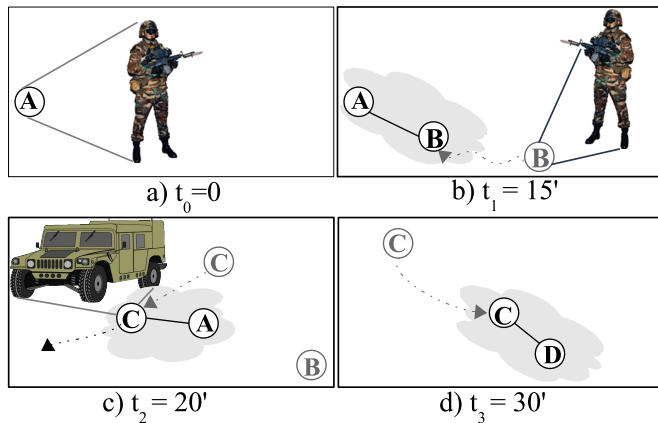 A
a) t0=0
A
B
B
b) t1 = 15'
C
C
A
B
c) t2 = 20'
C
C
D
d) t3 = 30'